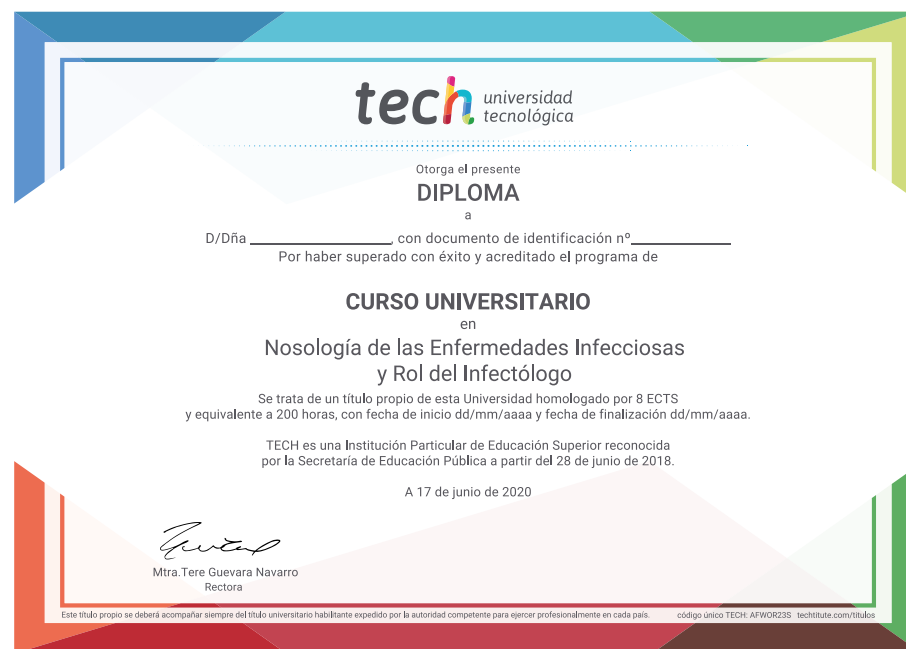 tech universidad
tecnológica
Otorga el presente
DIPLOMA
a
D/Dña ____________________, con documento de identificación nº______________
Por haber superado con éxito y acreditado el programa de
CURSO UNIVERSITARIO
en
Nosología de las Enfermedades Infecciosas
y Rol del Infectólogo
Se trata de un título propio de esta Universidad homologado por 8 ECTS
y equivalente a 200 horas, con fecha de inicio dd/mm/aaaa y fecha de finalización dd/mm/aaaa.
TECH es una Institución Particular de Educación Superior reconocida
por la Secretaría de Educación Pública a partir del 28 de junio de 2018.
A 17 de junio de 2020
Mtra.Tere Guevara Navarro
Rectora
Este título propio se deberá acompañar siempre del título universitario habilitante expedido por la autoridad competente para ejercer profesionalmente en cada país. código único TECH: AFWOR23S techtitute.com/títulos